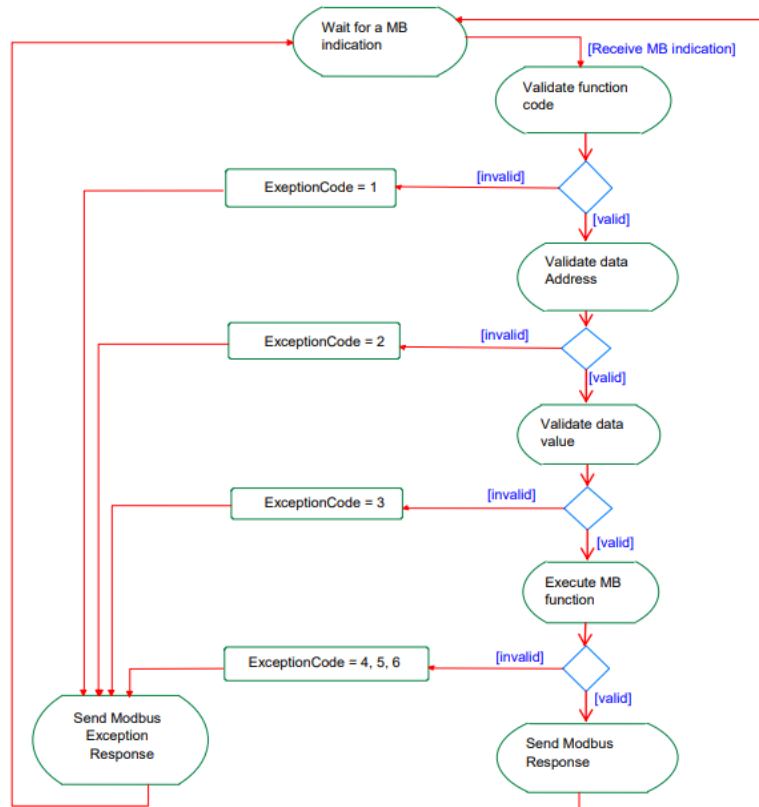 Wait for a MB
indication
[Receive MB indication]
Validate function
code
[invalid]
ExeptionCode = 1
[valid]
Validate data
Address
[invalid]
ExceptionCode = 2
[valid]
Validate data
value
[invalid]
ExceptionCode = 3
[valid]
Execute MB
function
[invalid]
ExceptionCode = 4, 5, 6
[valid]
Send Modbus
Exception
Response
Send Modbus
Response